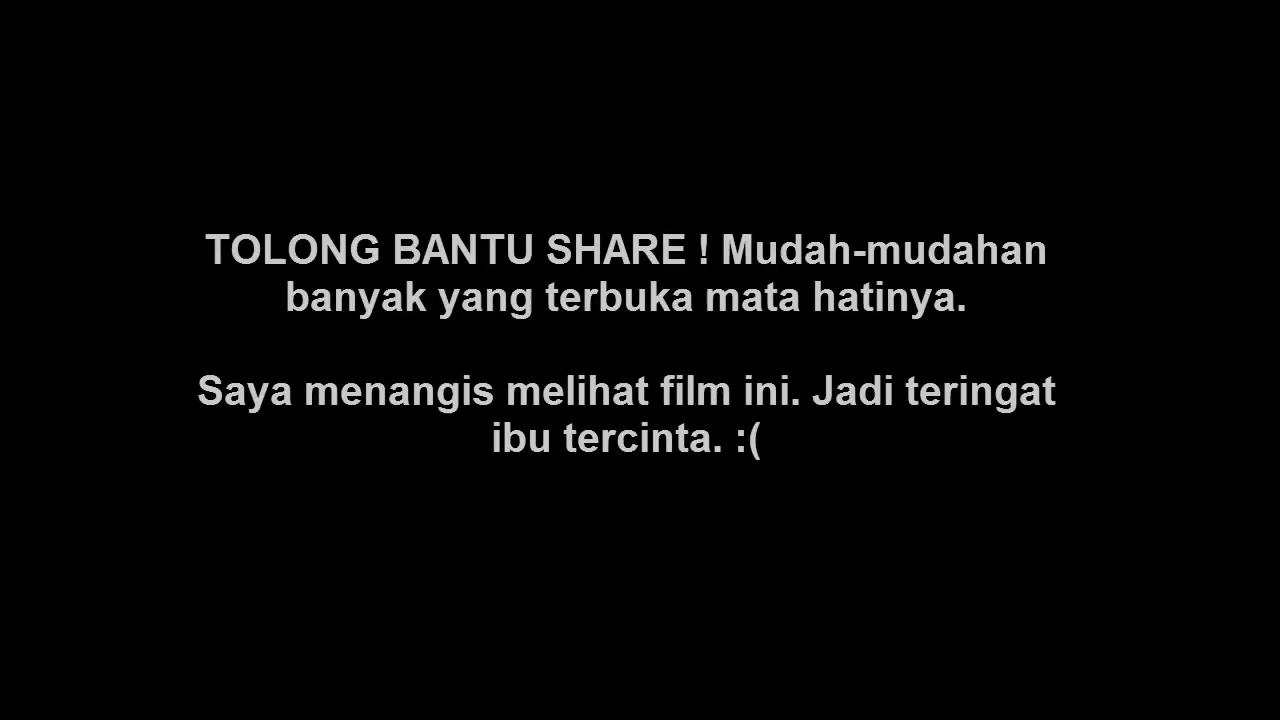 TOLONG BANTU SHARE ! Mudah-mudahan
banyak yang terbuka mata hatinya.
Saya menangis melihat film ini. Jadi teringat
ibu tercinta. :(